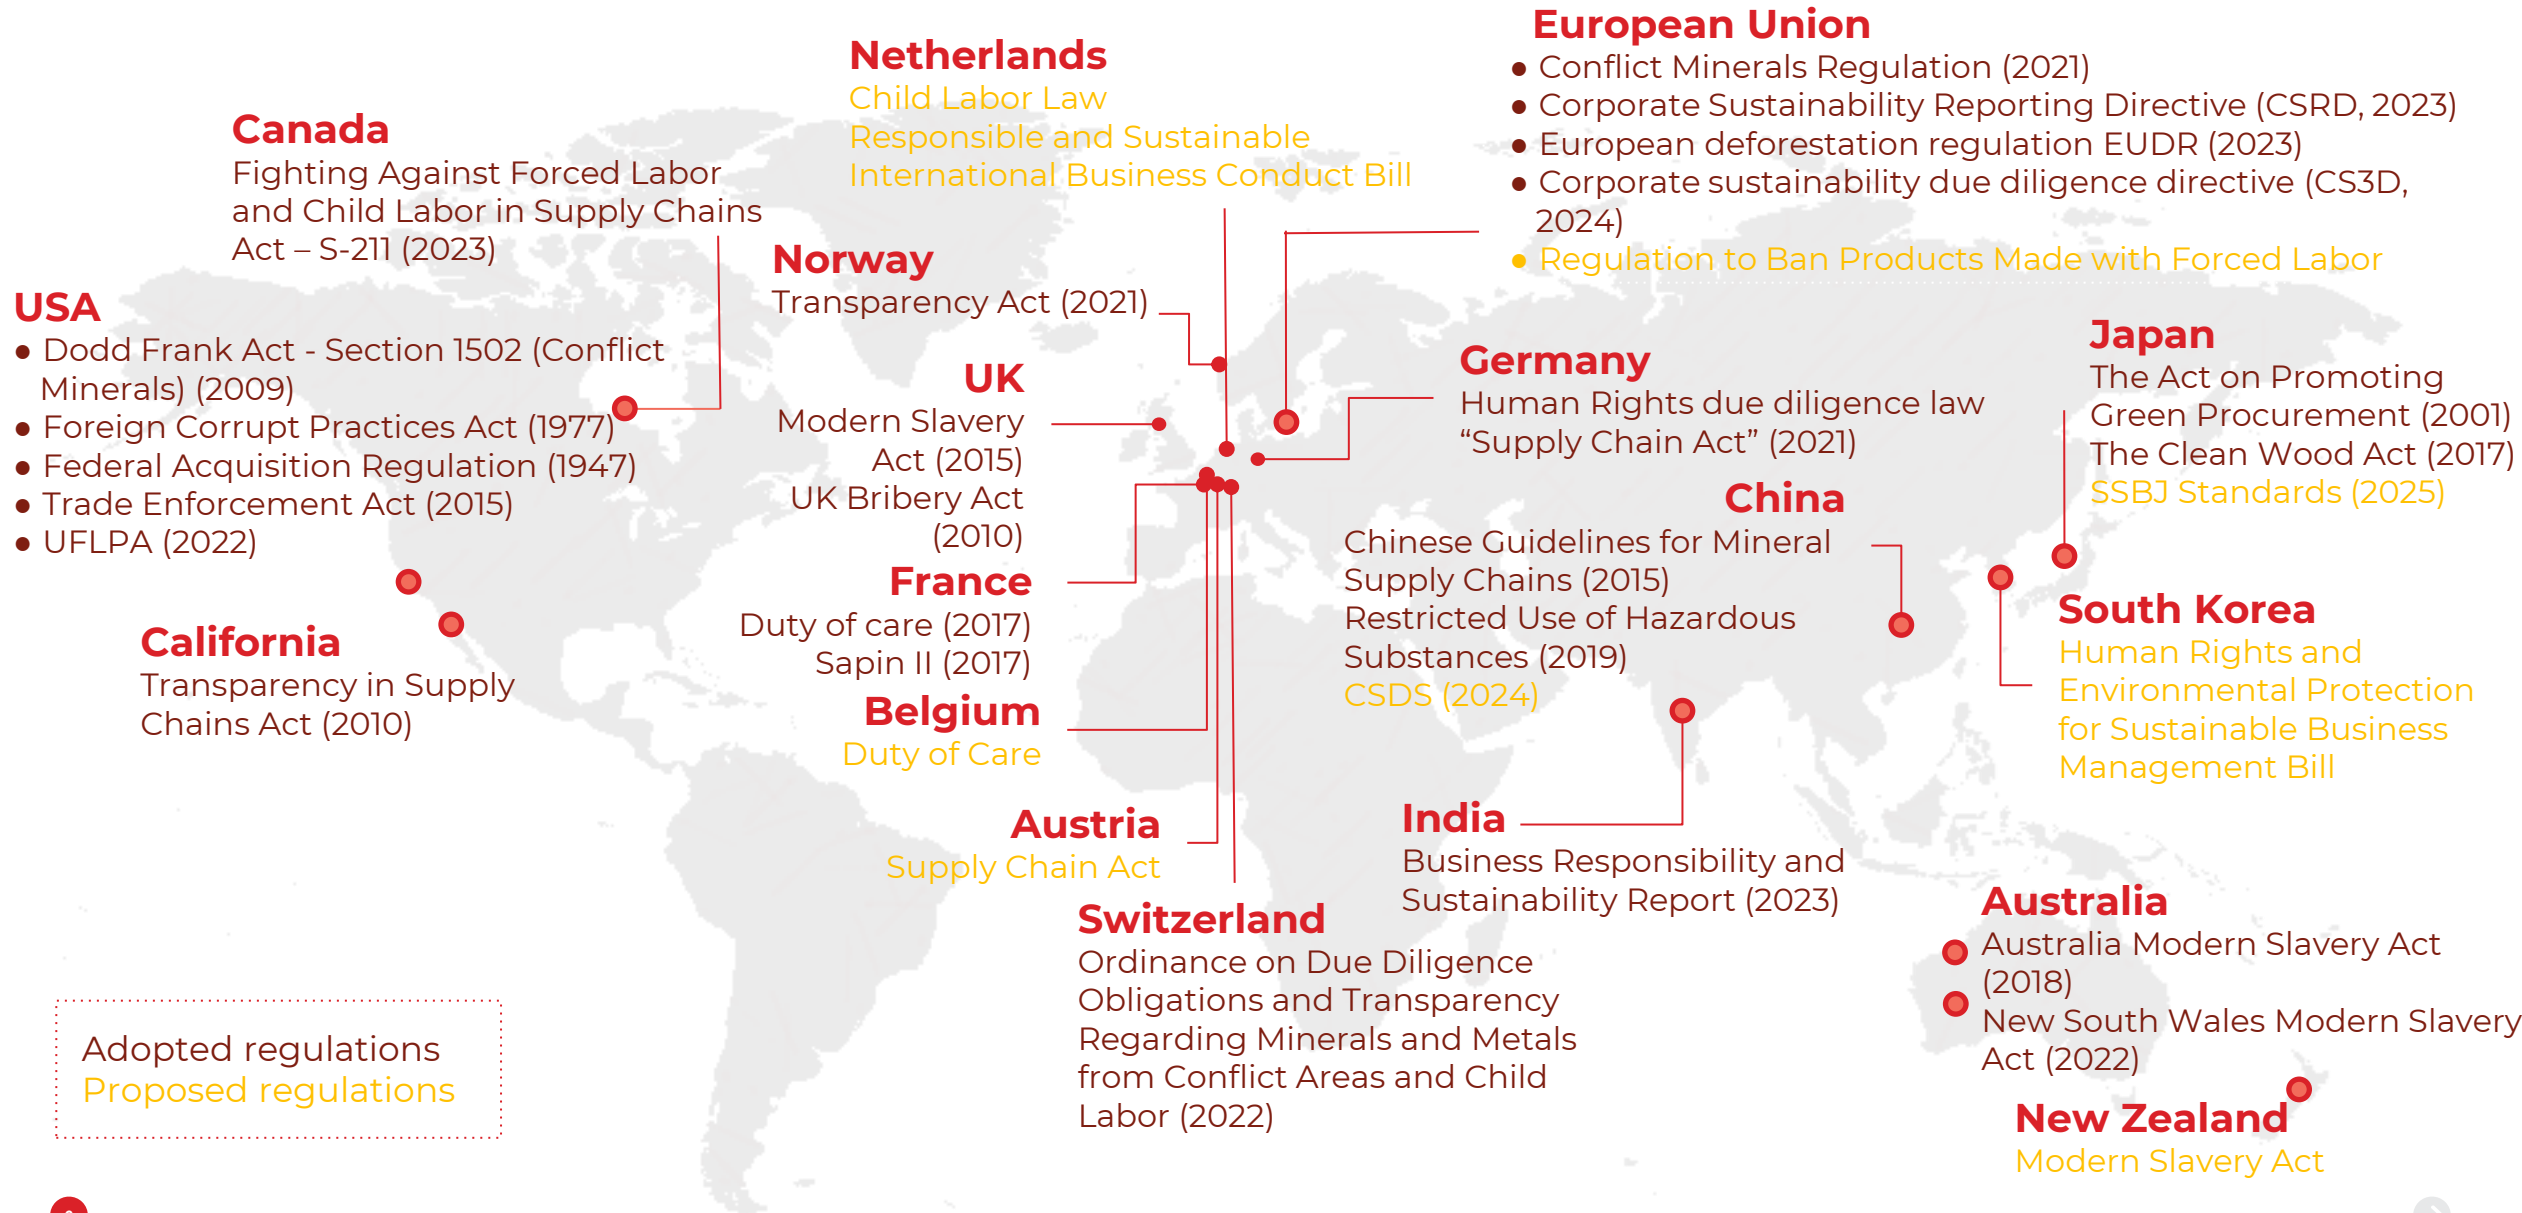 European Union
● Conflict Minerals Regulation (2021)
● Corporate Sustainability Reporting Directive (CSRD, 2023)
● European deforestation regulation EUDR (2023)
● Corporate sustainability due diligence directive (CS3D,
2024)
● Regulation to Ban Products Made with Forced Labor
Netherlands
Child Labor Law
Responsible and Sustainable
International Business Conduct Bill
Canada
Fighting Against Forced Labor
and Child Labor in Supply Chains
Act – S-211 (2023)
Norway
Transparency Act (2021)
USA
● Dodd Frank Act - Section 1502 (Conflict
Minerals) (2009)
● Foreign Corrupt Practices Act (1977)
● Federal Acquisition Regulation (1947)
● Trade Enforcement Act (2015)
● UFLPA (2022)
UK
Modern Slavery
Act (2015)
UK Bribery Act
(2010)
Germany
Human Rights due diligence law
“Supply Chain Act” (2021)
Japan
The Act on Promoting
Green Procurement (2001)
The Clean Wood Act (2017)
SSBJ Standards (2025)
China
Chinese Guidelines for Mineral
Supply Chains (2015)
Restricted Use of Hazardous
Substances (2019)
CSDS (2024)
France
Duty of care (2017)
Sapin II (2017)
South Korea
Human Rights and
Environmental Protection
for Sustainable Business
Management Bill
California
Transparency in Supply
Chains Act (2010)
Belgium
Duty of Care
Austria
Supply Chain Act
India
Business Responsibility and
Sustainability Report (2023)
Switzerland
Ordinance on Due Diligence
Obligations and Transparency
Regarding Minerals and Metals
from Conflict Areas and Child
Labor (2022)
Australia
Australia Modern Slavery Act
(2018)
New South Wales Modern Slavery
Act (2022)
New Zealand
Modern Slavery Act
Adopted regulations
Proposed regulations